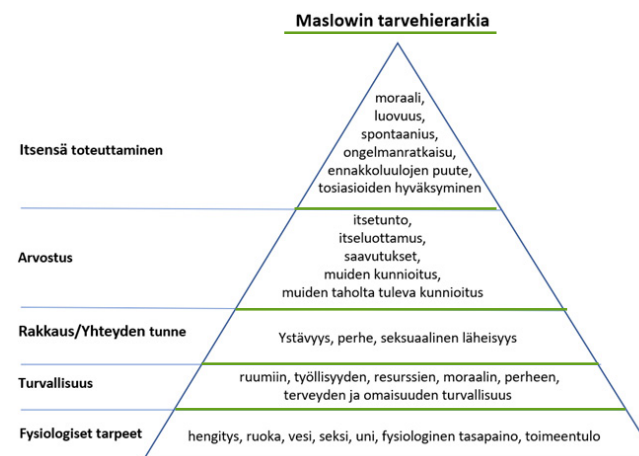 Maslowin tarvehierarkia
Itsensä toteuttaminen
moraali,
luovuus,
spontaanius,
ongelmanratkaisu,
ennakkoluulojen puute,
tosiasioiden hyväksyminen
Arvostus
itsetunto,
itseluottamus,
saavutukset,
muiden kunnioitus,
muiden taholta tuleva kunnioitus
Rakkaus/Yhteyden tunne
Ystävyys, perhe, seksuaalinen läheisyys
Turvallisuus
ruumiin, työllisyyden, resurssien, moraalin, perheen,
terveyden ja omaisuuden turvallisuus
Fysiologiset tarpeet
hengitys, ruoka, vesi, seksi, uni, fysiologinen tasapaino, toimeentulo